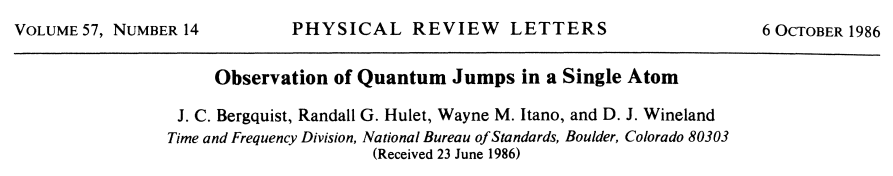 VOLUME 57, NUMBER 14 PHYSICAL REVIEW LETTERS 6 OCTOBER 1986
Observation of Quantum Jumps in a Single Atom
J. C. Bergquist, Randall G. Hulet, Wayne M. Itano, and D. J. Wineland
Time and Frequency Division, National Bureau of Standards, Boulder, Colorado 80303
(Received 23 June 1986)